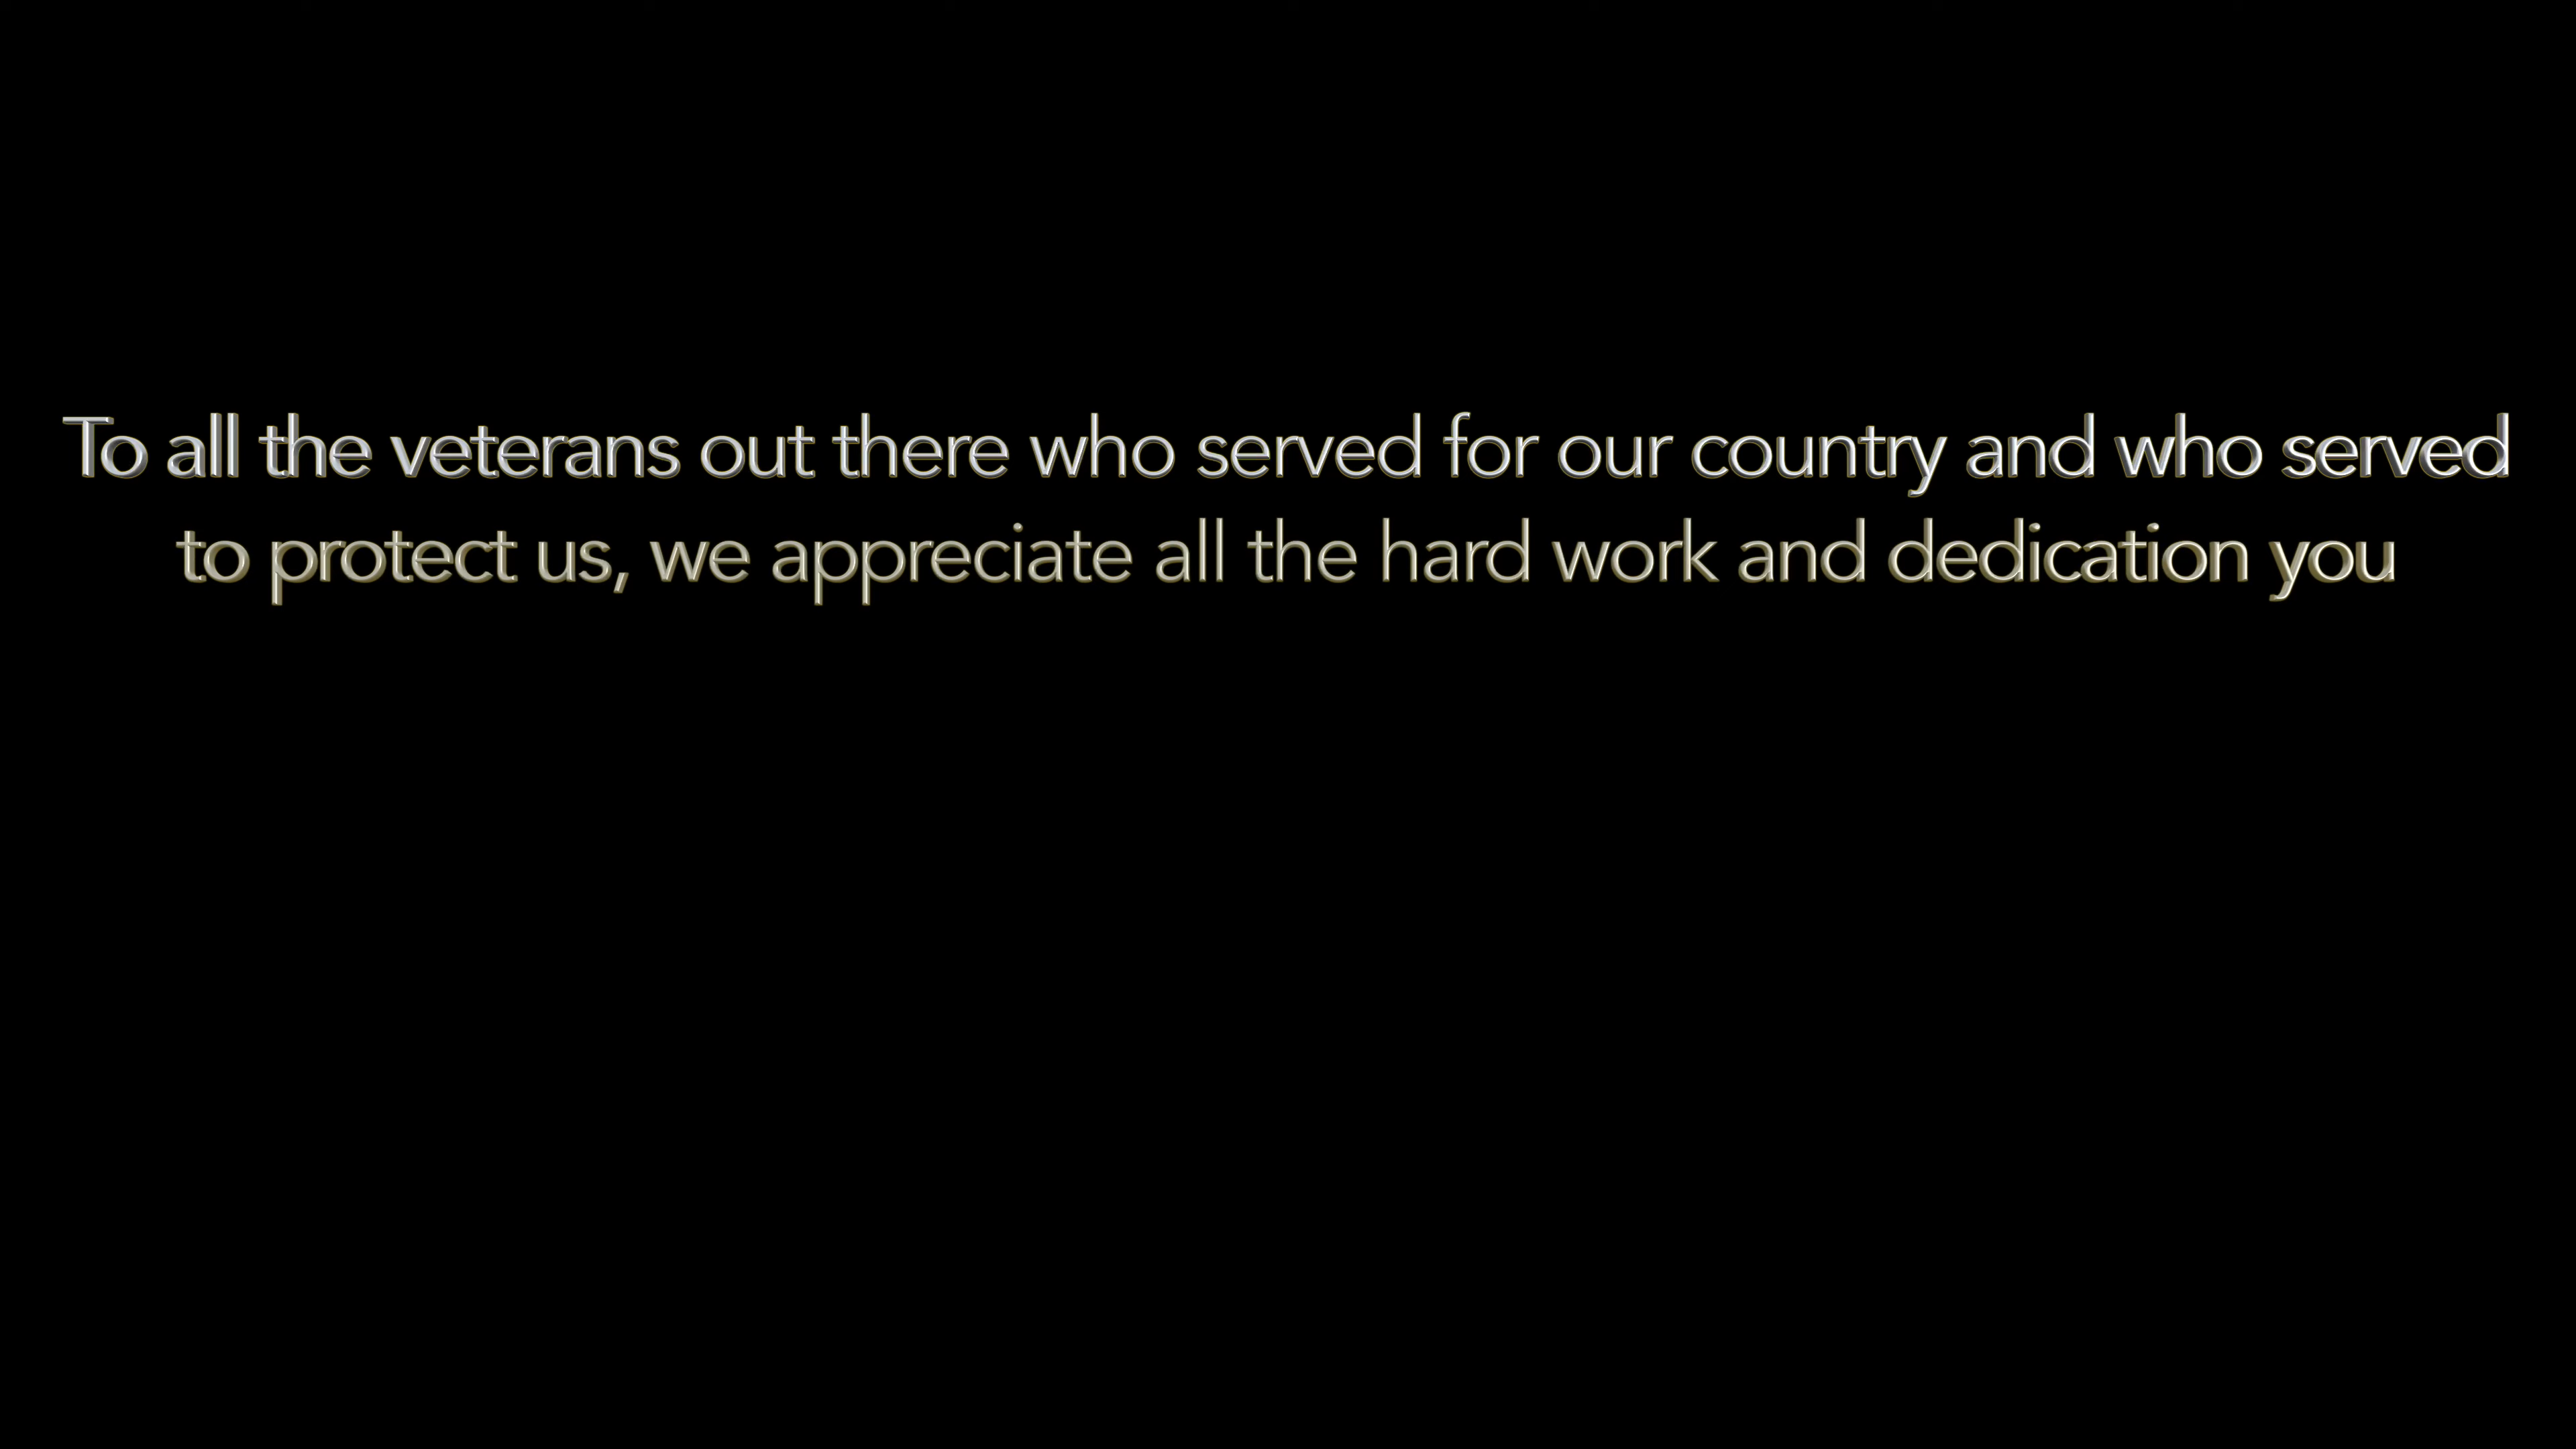 To all the veterans out there who served for our country and who served
to protect us, we appreciate all the hard work and dedication you